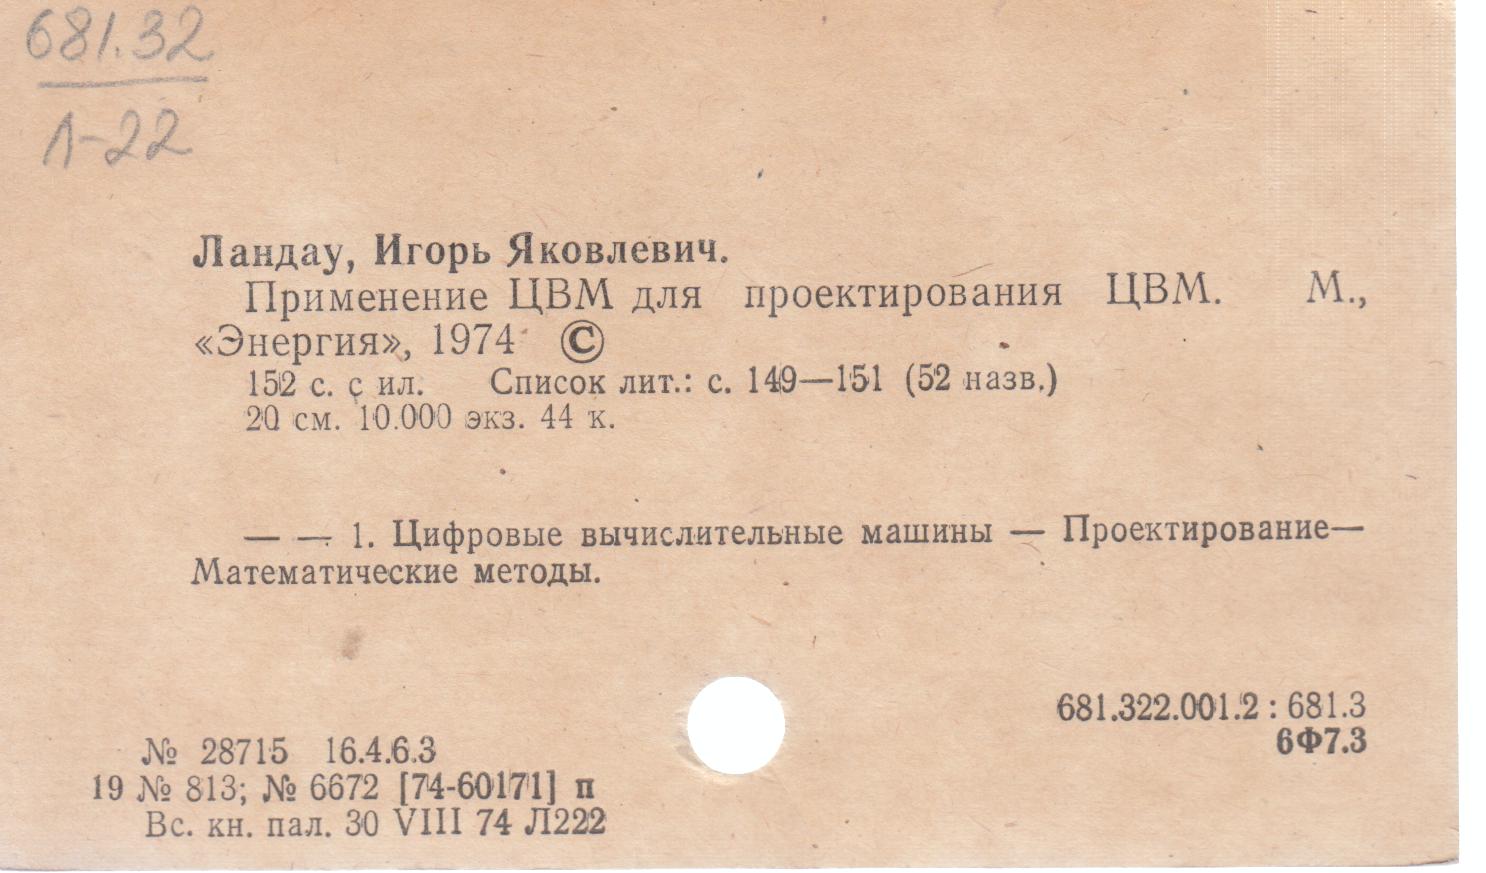 681.32
Л-22
Ландау, Игорь Яковлевич.
Применение ЦВМ для проектирования ЦВМ. М.,
«Энергия», 1974 ©
152 с. с ил. Список лит.: с. 149—151 (52 назв.)
20 см. 10.000 экз. 44 к.
— — 1. Цифровые вычислительные машины — Проектирование—
Математические методы.
681.322.001.2 : 681.3
6Ф7.3
№ 28715 16.4.6.3
19 № 813; № 6672 [74-60171] п
Вс. кн. пал. 30 VIII 74 Л222